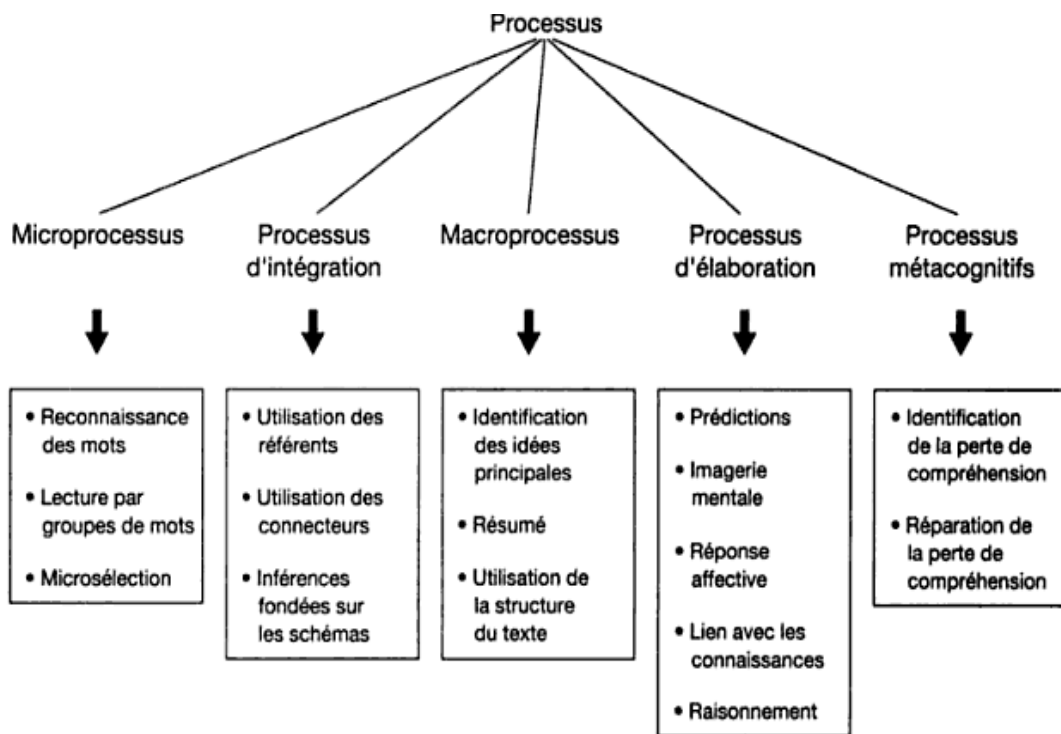 Processus
Microprocessus
Processus
d'intégration
Macroprocessus
Processus
d'élaboration
Processus
métacognitifs
• Reconnaissance
des mots
• Lecture par
groupes de mots
• Microsélection
• Utilisation des
référents
• Utilisation des
connecteurs
• Inférences
fondées sur
les schémas
• Identification
des idées
principales
• Résumé
• Utilisation de
la structure
du texte
• Prédictions
• Imagerie
mentale
• Réponse
affective
• Lien avec les
connaissances
• Raisonnement
• Identification
de la perte de
compréhension
• Réparation de
la perte de
compréhension